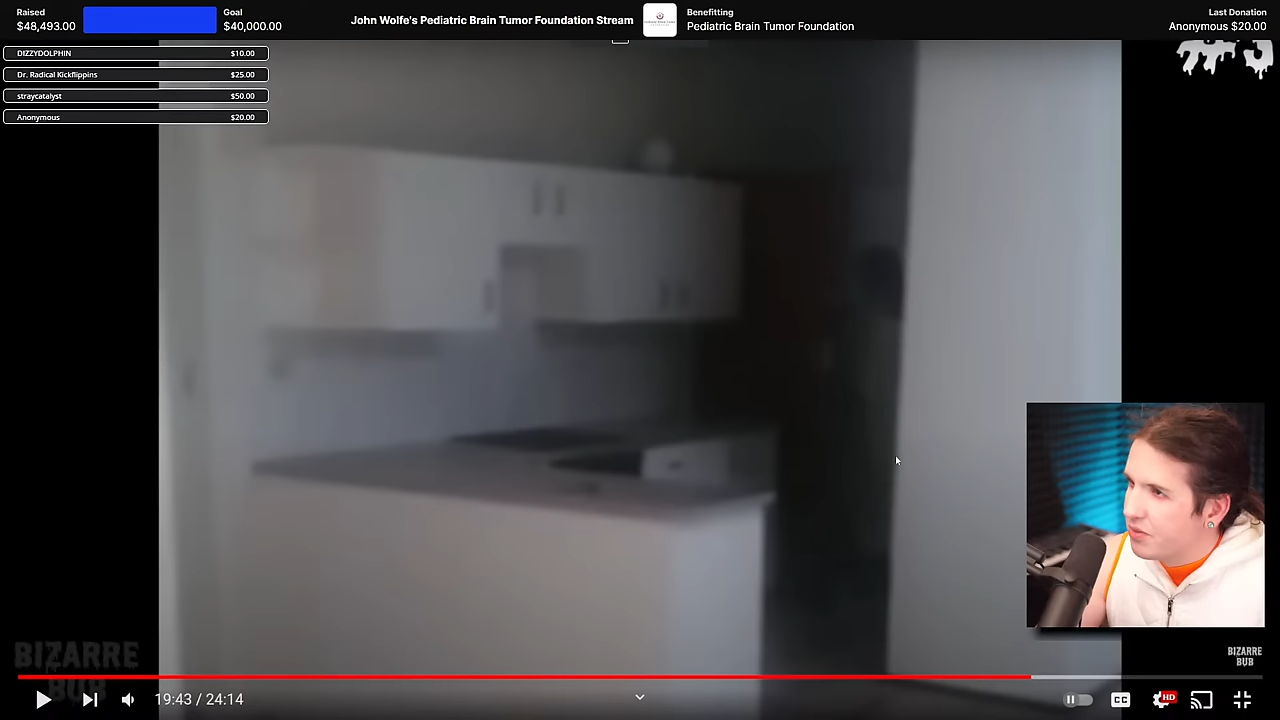 Raised
$48,493.00
Goal
$40,000.00
John Wolfe's Pediatric Brain Tumor Foundation Stream
Benefitting
Pediatric Brain Tumor Foundation
Last Donation
Anonymous $20.00
DIZZYDOLPHIN $10.00
Dr. Radical Kickflippins $25.00
straycatalyst $50.00
Anonymous $20.00
BIZARRE
BUB
BIZARRE
BUB
19:43 / 24:14
CC
HD